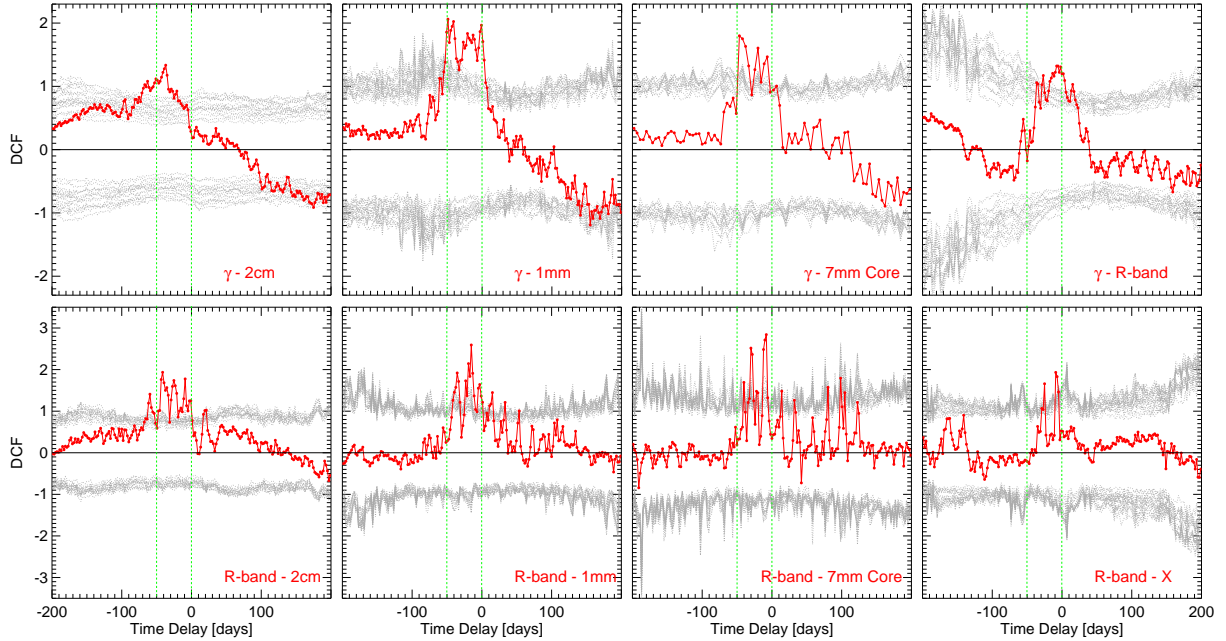 2
1
0
-1
-2
DCF
γ - 2cm
γ - 1mm
γ - 7mm Core
γ - R-band
3
2
1
0
-1
-2
-3
DCF
R-band - 2cm
R-band - 1mm
R-band - 7mm Core
R-band - X
-200 -100 0 100 -100 0 100 -100 0 100 -100 0 100 200
Time Delay [days] Time Delay [days] Time Delay [days] Time Delay [days]